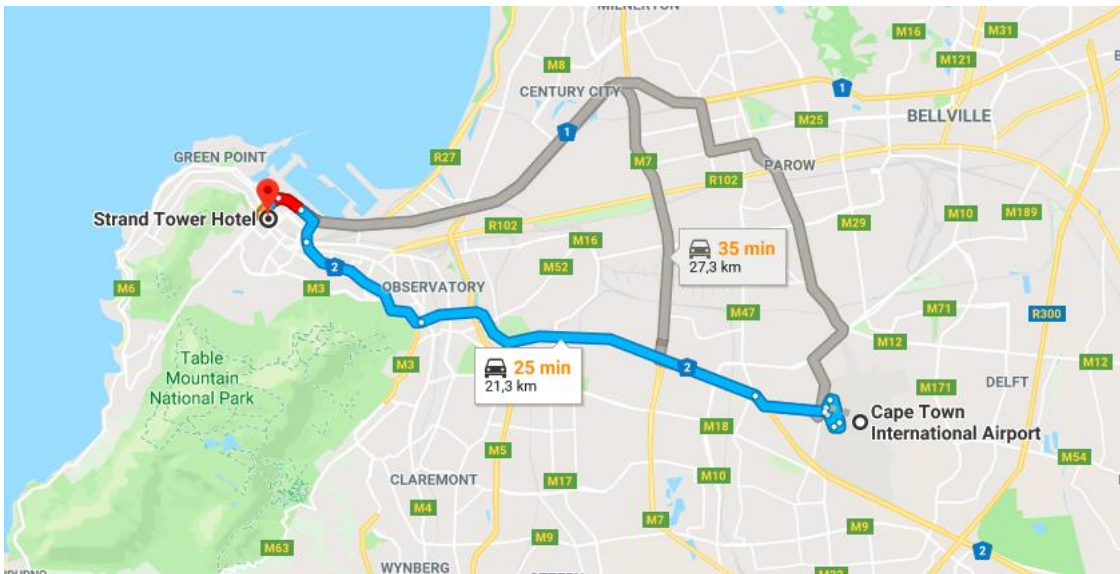 MILNERTON
M16
M31
M8
M121
CENTURY CITY
1
1
BELLVILLE
M25
GREEN POINT
R27
M7
PAROW
R102
Strand Tower Hotel
R102
M10
M189
M29
M16
35 min
27,3 km
M52
2
M6
M3
OBSERVATORY
M71
R300
M47
M12
Table
Mountain
National Park
M3
25 min
21,3 km
2
M12
M171
DELFT
Cape Town
International Airport
M18
M5
M54
CLAREMONT
M17
M10
M4
M7
M9
M9
M63
2
WYNBERG